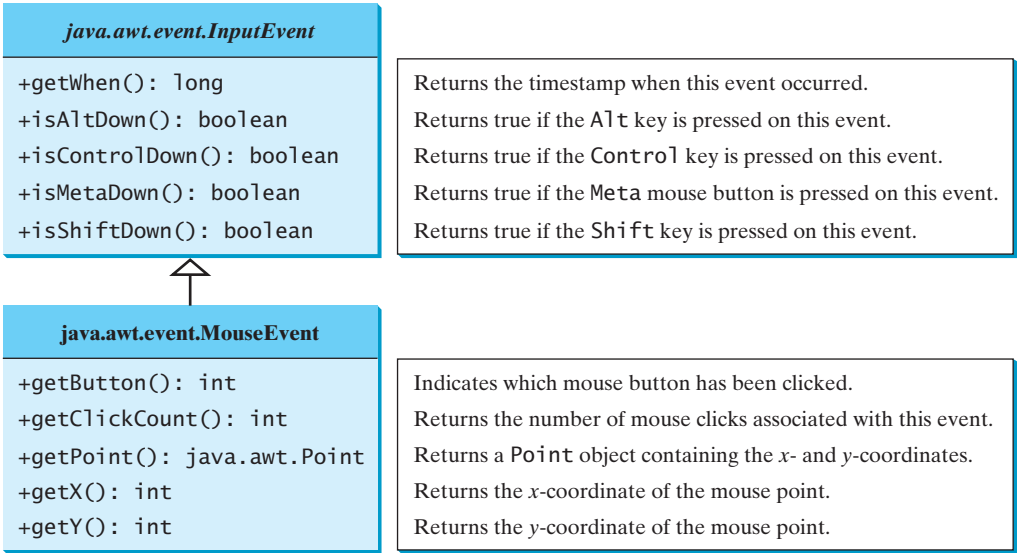 java.awt.event.InputEvent
+getWhen(): long
Returns the timestamp when this event occurred.
+isAltDown(): boolean
Returns true if the Alt key is pressed on this event.
+isControlDown(): boolean
Returns true if the Control key is pressed on this event.
+isMetaDown(): boolean
Returns true if the Meta mouse button is pressed on this event.
+isShiftDown(): boolean
Returns true if the Shift key is pressed on this event.
java.awt.event.MouseEvent
+getButton(): int
Indicates which mouse button has been clicked.
+getClickCount(): int
Returns the number of mouse clicks associated with this event.
+getPoint(): java.awt.Point
Returns a Point object containing the x- and y-coordinates.
+getX(): int
Returns the x-coordinate of the mouse point.
+getY(): int
Returns the y-coordinate of the mouse point.